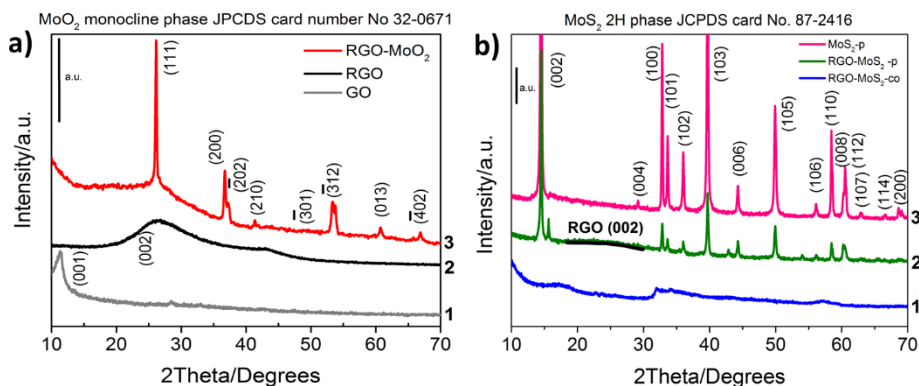 MoO2 monocline phase JPCDS card number No 32-0671
a)
a.u.
RGO-MoO2
RGO
GO
(111)
(200)
(202)
(210)
(301)
(312)
(013)
(402)
(002)
(001)
3
2
1
Intensity/a.u.
10 20 30 40 50 60 70
2Theta/Degrees
MoS2 2H phase JCPDS card No. 87-2416
b)
a.u.
MoS2-p
RGO-MoS2 -p
RGO-MoS2-co
(002)
(004)
(100)
(101)
(102)
(103)
(006)
(105)
(106)
(110)
(008)
(112)
(107)
(114)
(200)
RGO (002)
3
2
1
Intensity/a.u.
10 20 30 40 50 60 70
2Theta/Degrees